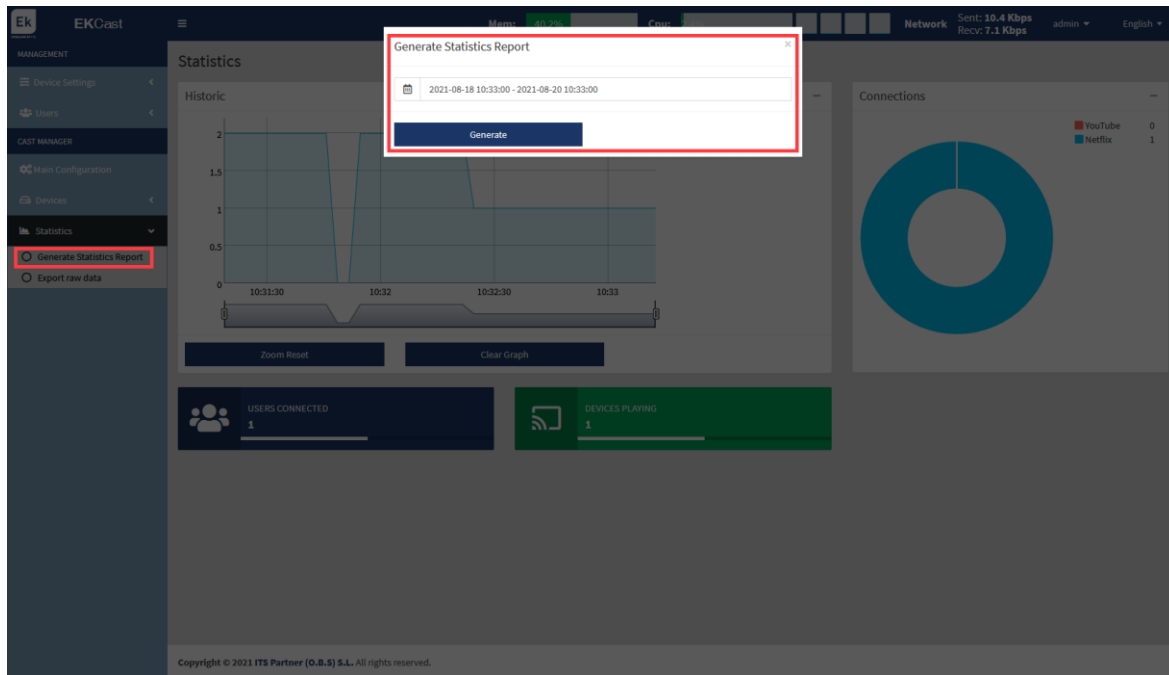 Ek EKCast
Mem: 40.2% Cpu:
Network Sent: 10.4 Kbps
Recv: 7.1 Kbps
admin English
MANAGEMENT
Device Settings
Users
CAST MANAGER
Main Configuration
Devices
Statistics
Generate Statistics Report
Export raw data
Statistics
Generate Statistics Report ×
2021-08-18 10:33:00 - 2021-08-20 10:33:00
Generate
Historic
2
1.5
1
0.5
0
10:31:30 10:32 10:32:30 10:33
Zoom Reset Clear Graph
Connections
YouTube 0
Netflix 1
USERS CONNECTED
1
DEVICES PLAYING
1
Copyright © 2021 ITS Partner (O.B.S) S.L. All rights reserved.